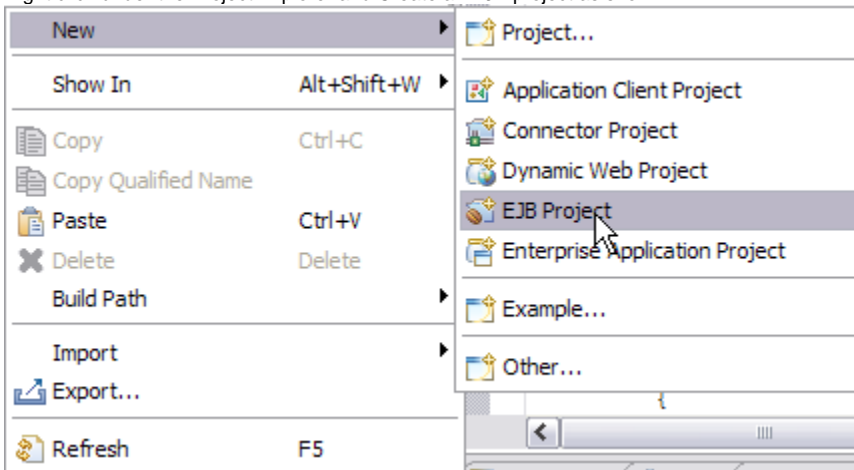 New
Show In Alt+Shift+W
Copy Ctrl+C
Copy Qualified Name
Paste Ctrl+V
Delete Delete
Build Path
Import
Export...
Refresh F5
Project...
Application Client Project
Connector Project
Dynamic Web Project
EJB Project
Enterprise Application Project
Example...
Other...
{